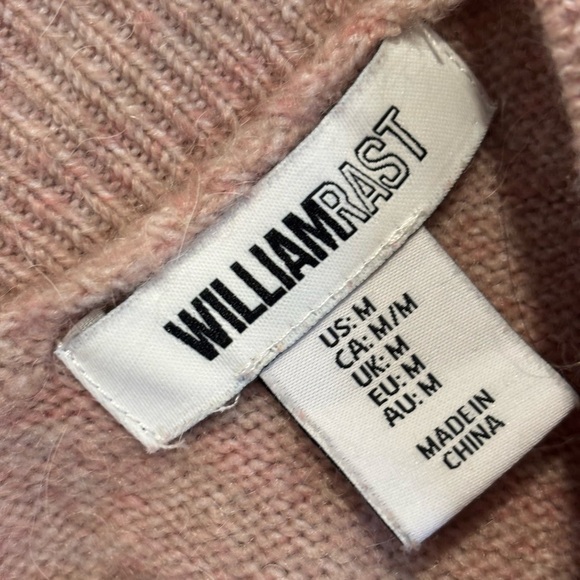 WILLIAMRAST
US: M
CA: M/M
UK: M
EU: M
AU: M
MADE IN
CHINA